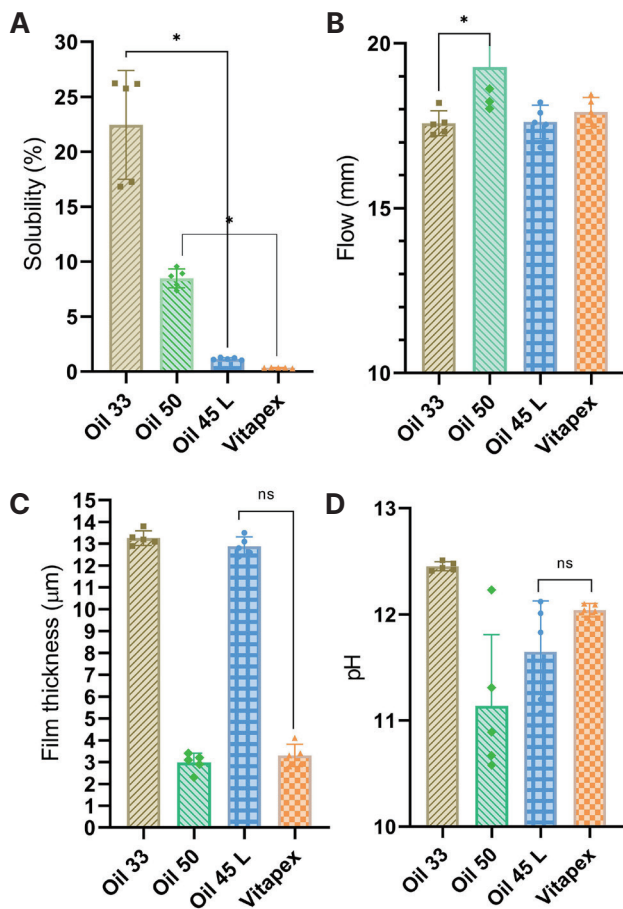 A
Solubility (%)
30
25
20
15
10
5
0
*
*
Oil 33
Oil 50
Oil 45 L
Vitapex
B
Flow (mm)
20
15
10
*
Oil 33
Oil 50
Oil 45 L
Vitapex
C
Film thickness (μm)
15
14
13
12
11
10
9
8
7
6
5
4
3
2
1
0
ns
Oil 33
Oil 50
Oil 45 L
Vitapex
D
pH
13
12
11
10
ns
Oil 33
Oil 50
Oil 45 L
Vitapex